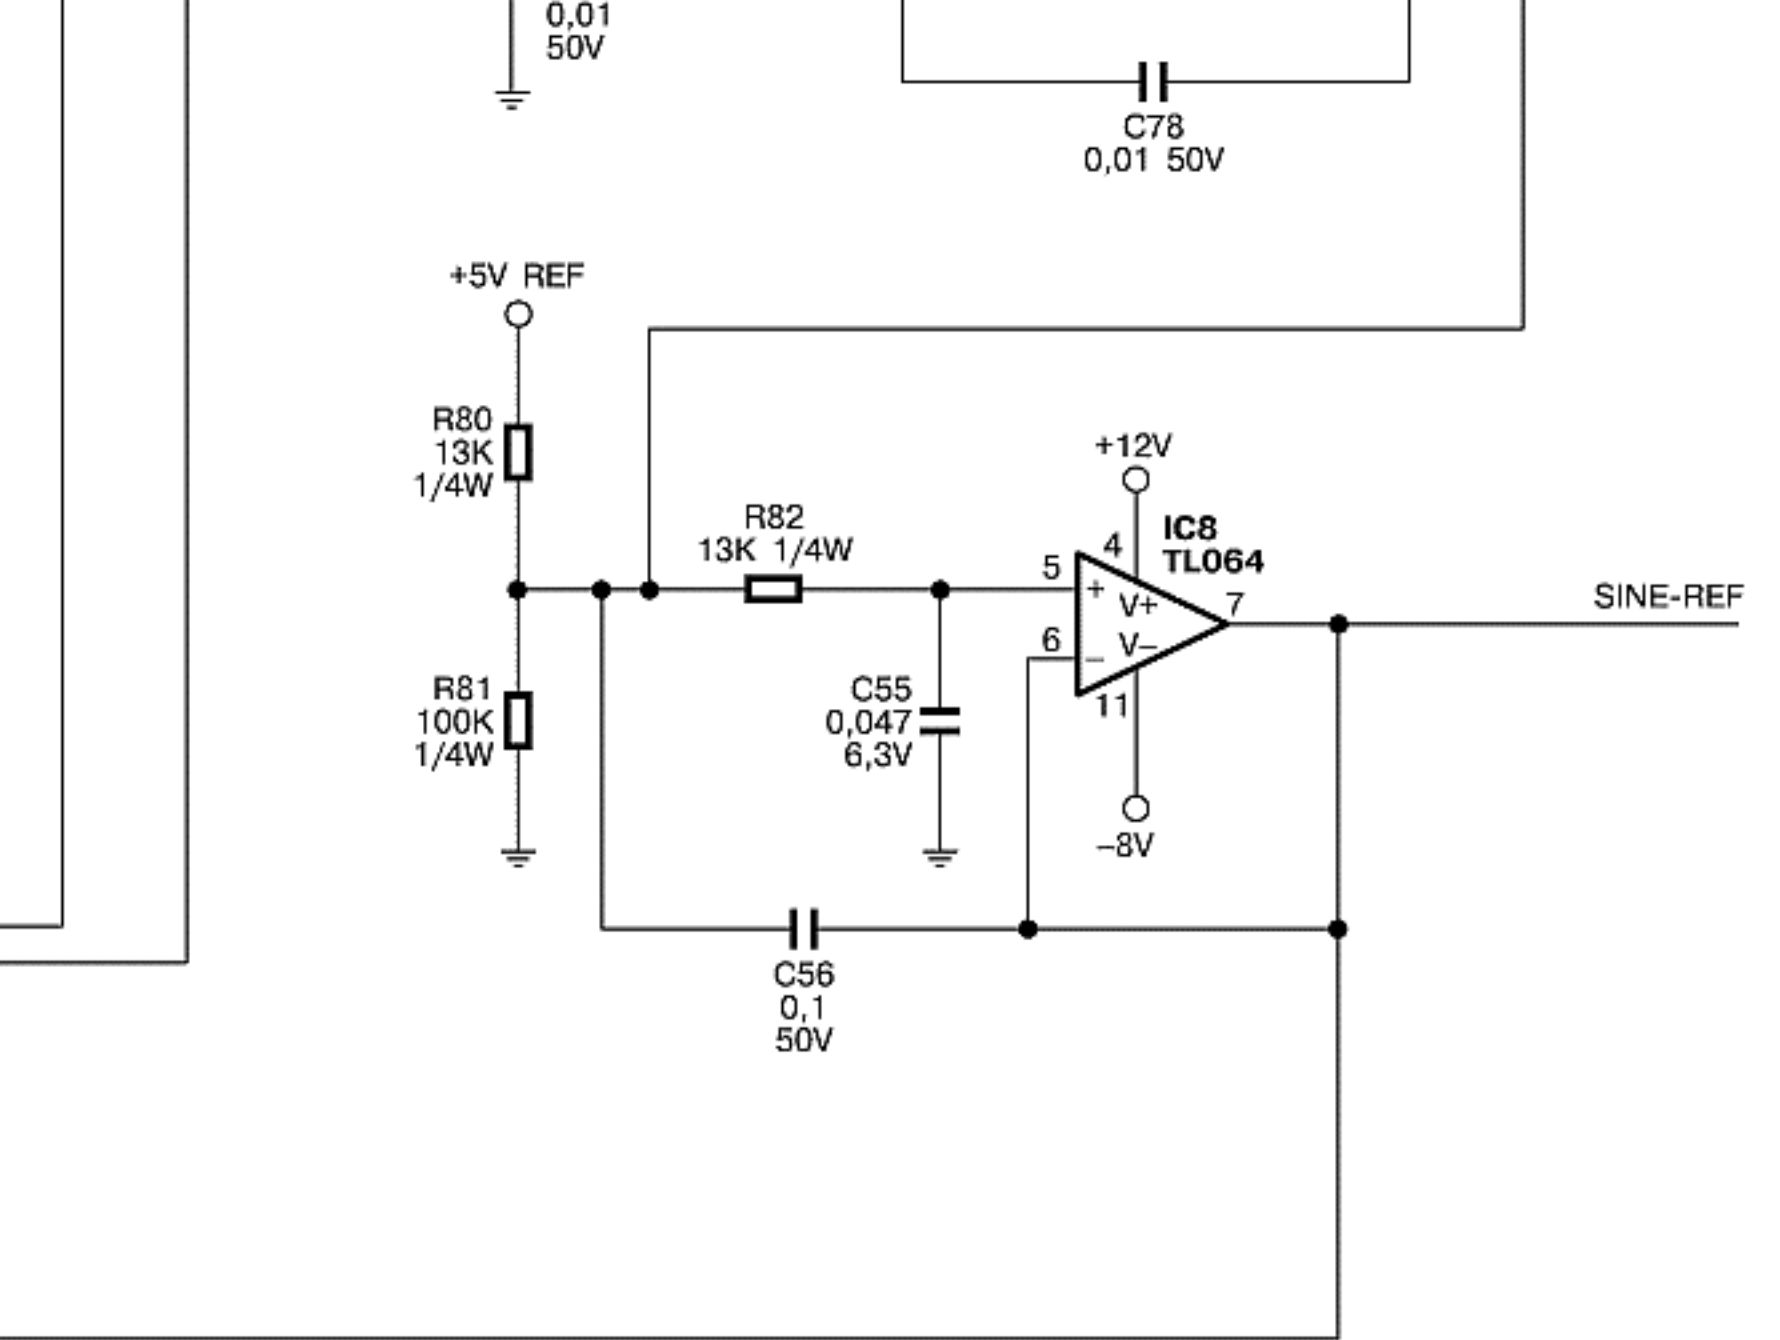 0,01
50V
C78
0,01 50V
+5V REF
R80
13K
1/4W
+12V
R82
13K 1/4W
IC8
TL064
4
5
+
V+
7
SINE-REF
6
–
V–
11
R81
100K
1/4W
C55
0,047
6,3V
–8V
C56
0,1
50V